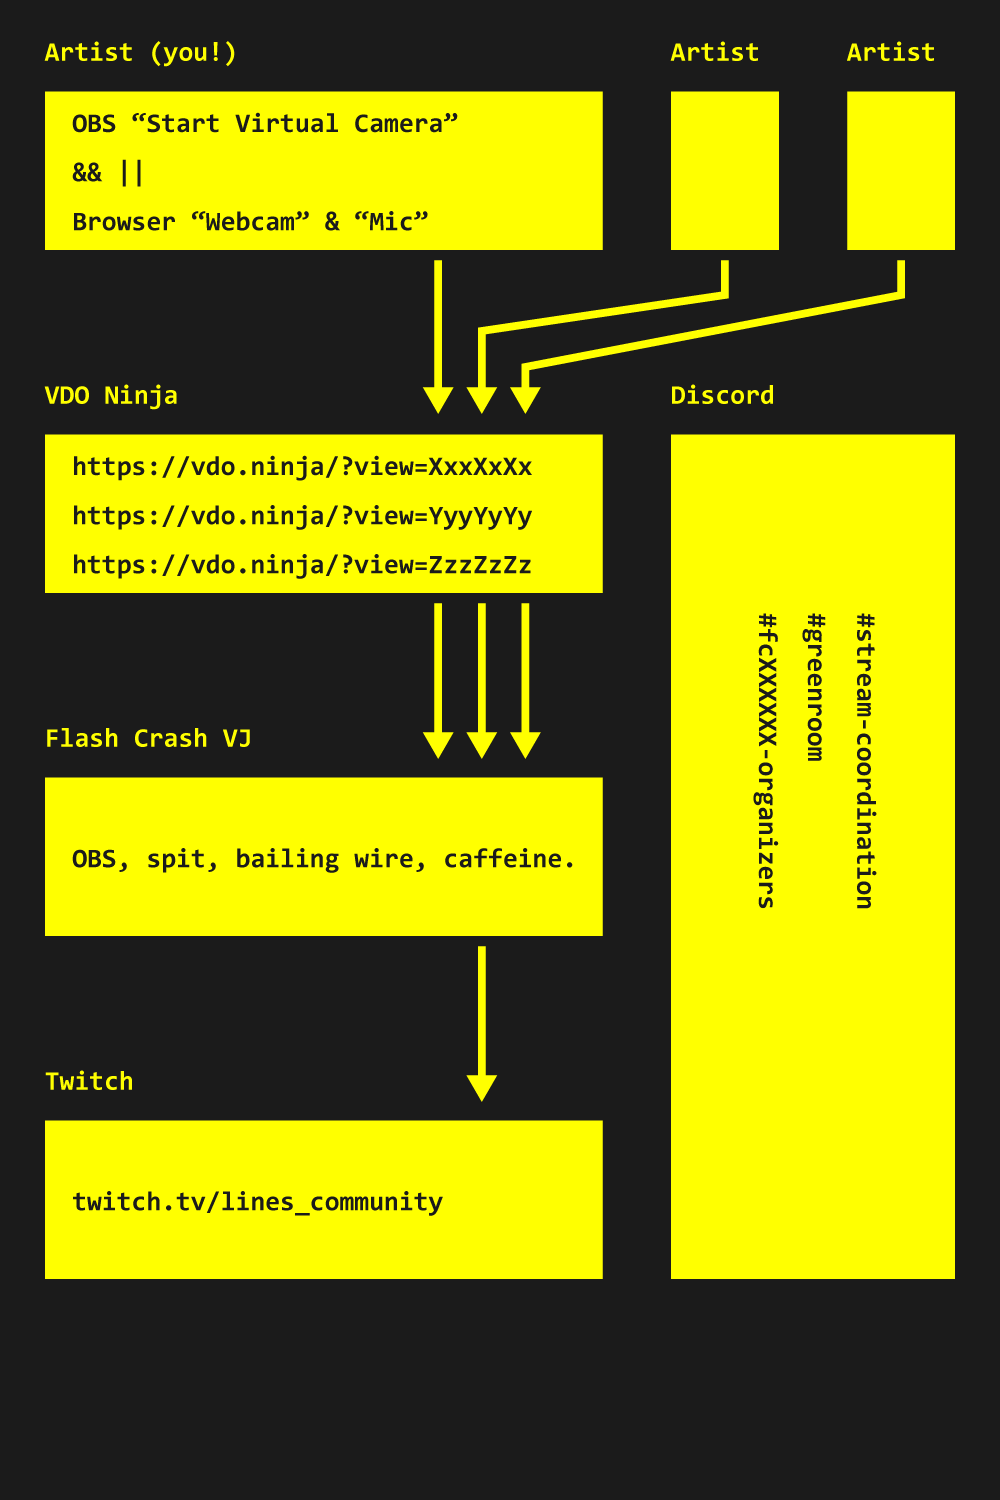 Artist (you!)
Artist
Artist
OBS “Start Virtual Camera”
&& ||
Browser “Webcam” & “Mic”
VDO Ninja
Discord
https://vdo.ninja/?view=XxxXxXx
https://vdo.ninja/?view=YyyYyYy
https://vdo.ninja/?view=ZzzZzZz
#stream-coordination
#greenroom
#fcXXXXXX-organizers
Flash Crash VJ
OBS, spit, bailing wire, caffeine.
Twitch
twitch.tv/lines_community